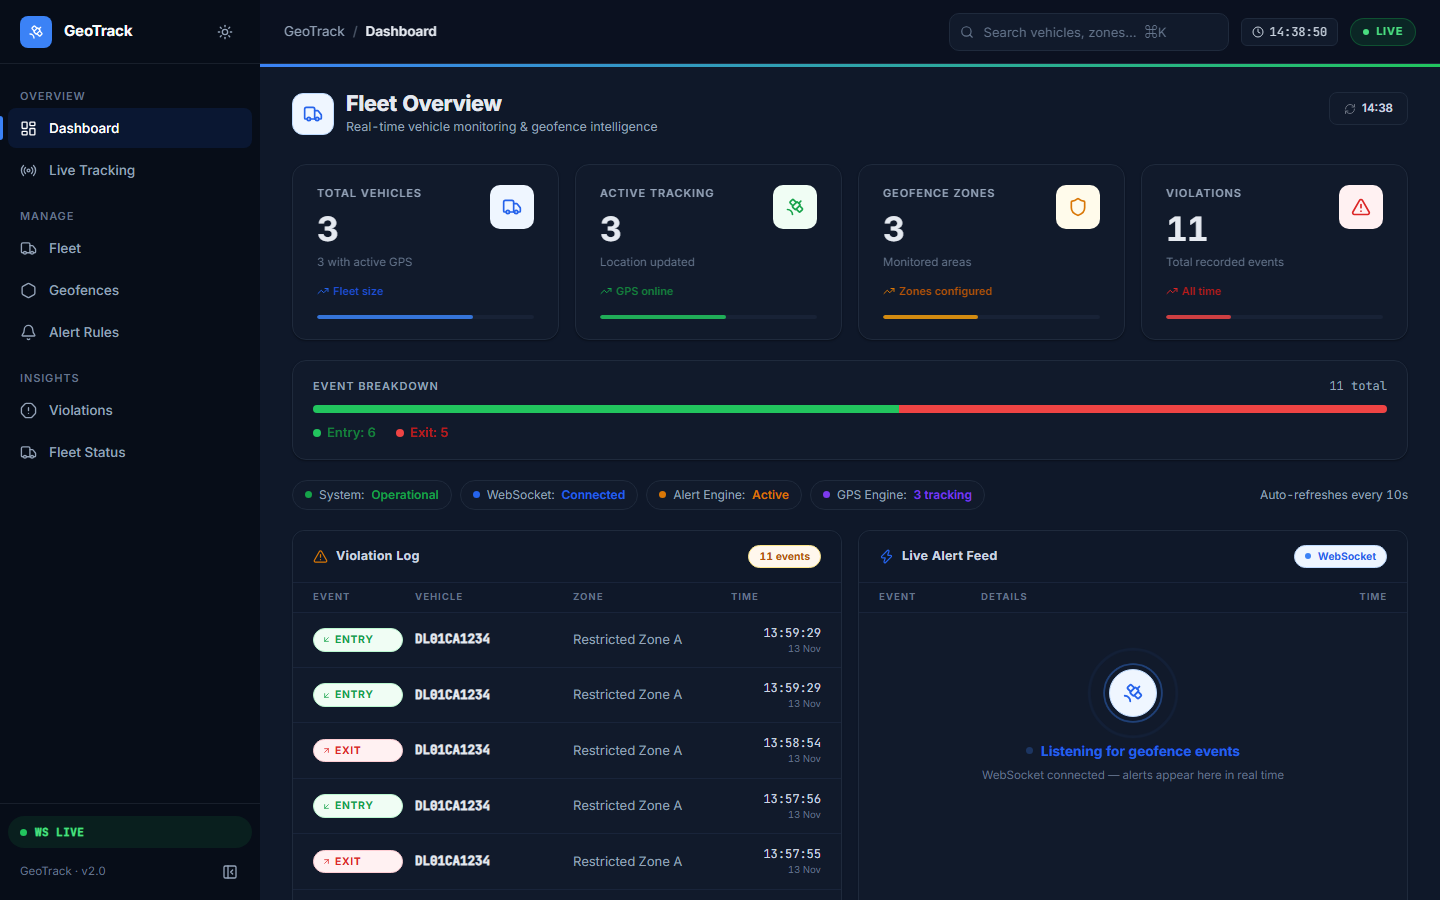 GeoTrack
GeoTrack / Dashboard
Search vehicles, zones... ⌘K
14:38:50
LIVE
OVERVIEW
Dashboard
Live Tracking
MANAGE
Fleet
Geofences
Alert Rules
INSIGHTS
Violations
Fleet Status
WS LIVE
GeoTrack · v2.0
Fleet Overview
Real-time vehicle monitoring & geofence intelligence
14:38
TOTAL VEHICLES
3
3 with active GPS
Fleet size
ACTIVE TRACKING
3
Location updated
GPS online
GEOFENCE ZONES
3
Monitored areas
Zones configured
VIOLATIONS
11
Total recorded events
All time
EVENT BREAKDOWN
11 total
Entry: 6
Exit: 5
System: Operational
WebSocket: Connected
Alert Engine: Active
GPS Engine: 3 tracking
Auto-refreshes every 10s
Violation Log
11 events
EVENT VEHICLE ZONE TIME
ENTRY DL01CA1234 Restricted Zone A 13:59:29
13 Nov
ENTRY DL01CA1234 Restricted Zone A 13:59:29
13 Nov
EXIT DL01CA1234 Restricted Zone A 13:58:54
13 Nov
ENTRY DL01CA1234 Restricted Zone A 13:57:56
13 Nov
EXIT DL01CA1234 Restricted Zone A 13:57:55
13 Nov
Live Alert Feed
WebSocket
EVENT DETAILS TIME
Listening for geofence events
WebSocket connected — alerts appear here in real time